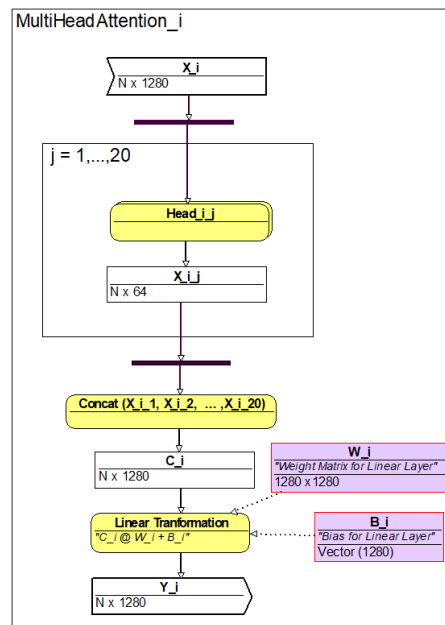 MultiHeadAttention_i
X_i
N x 1280
j = 1,...,20
Head_i_j
X_i_j
N x 64
Concat (X_i_1, X_i_2, ... ,X_i_20)
C_i
N x 1280
W_i
"Weight Matrix for Linear Layer"
1280 x 1280
Linear Tranformation
"C_i @ W_i + B_i"
B_i
"Bias for Linear Layer"
Vector (1280)
Y_i
N x 1280